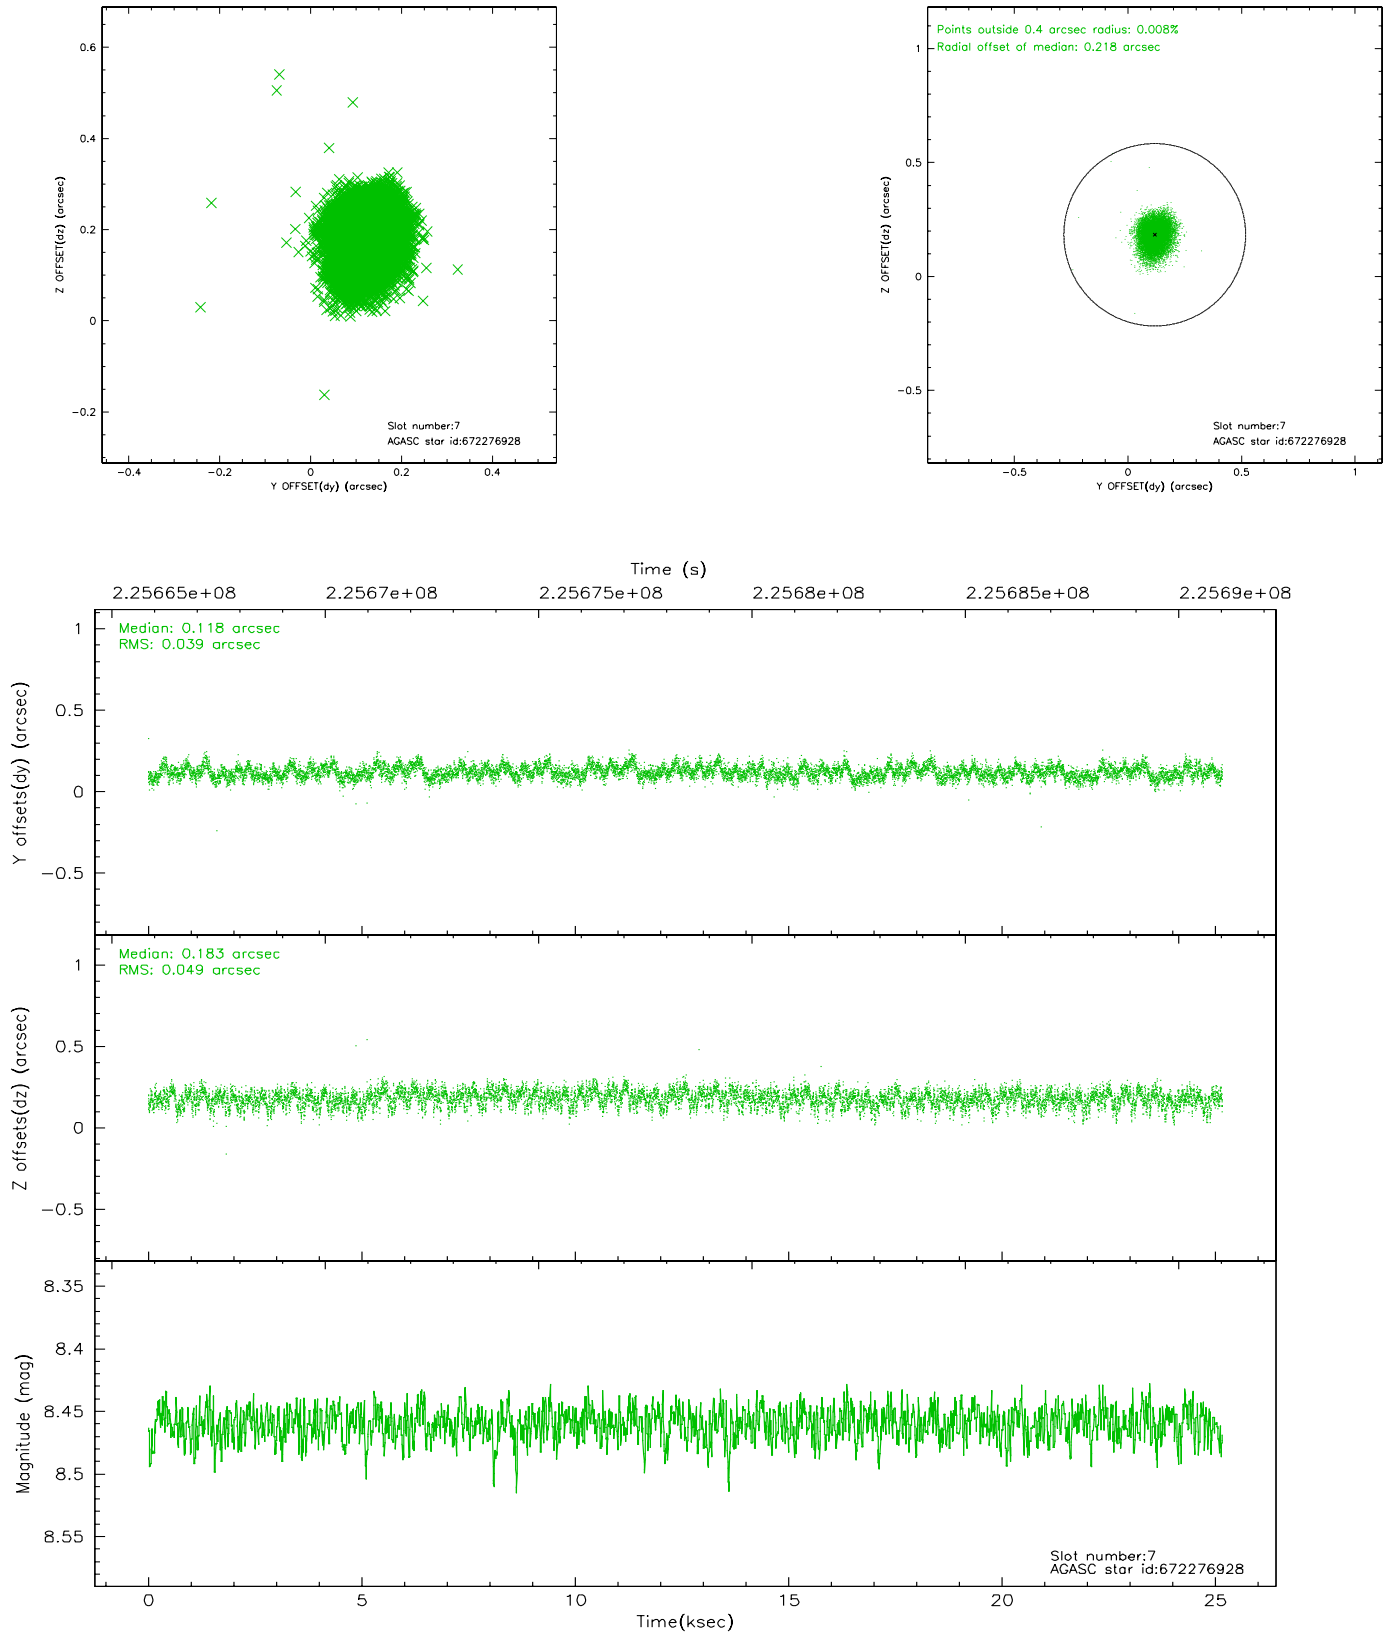 0.6
0.4
0.2
0
−0.2
−0.4
−0.2
0
0.2
0.4
Z OFFSET(dz) (arcsec)
Y OFFSET(dy) (arcsec)
Slot number:7
AGASC star id:672276928
Points outside 0.4 arcsec radius: 0.008%
Radial offset of median: 0.218 arcsec
1
0.5
0
−0.5
−0.5
0
0.5
1
Z OFFSET(dz) (arcsec)
Y OFFSET(dy) (arcsec)
Slot number:7
AGASC star id:672276928
Time (s)
2.25665e+08 2.2567e+08 2.25675e+08 2.2568e+08 2.25685e+08 2.2569e+08
Median: 0.118 arcsec
RMS: 0.039 arcsec
1
0.5
0
−0.5
Y offsets(dy) (arcsec)
Median: 0.183 arcsec
RMS: 0.049 arcsec
1
0.5
0
−0.5
Z offsets(dz) (arcsec)
8.35
8.4
8.45
8.5
8.55
Magnitude (mag)
Slot number:7
AGASC star id:672276928
0 5 10 15 20 25
Time(ksec)